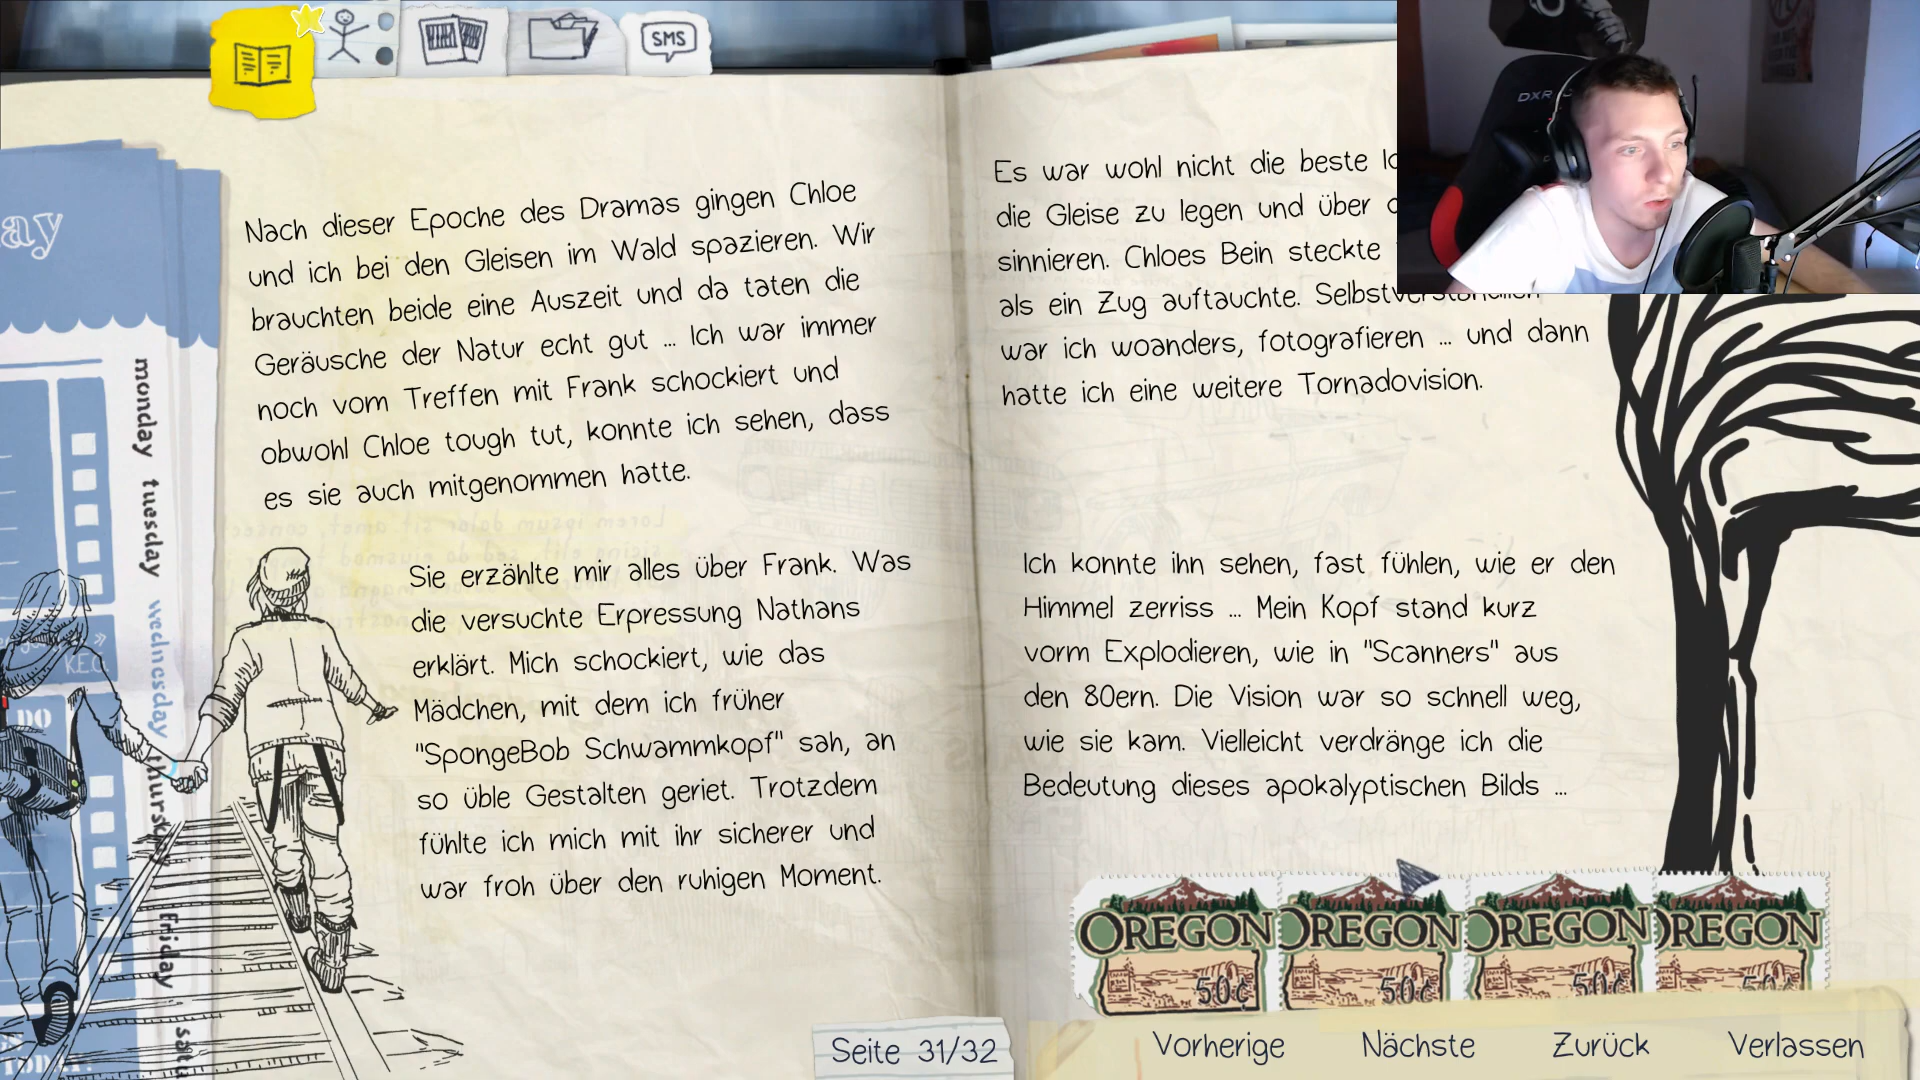 SMS
DXR
ay
monday tuesday wednesday thursday friday
Nach dieser Epoche des Dramas gingen Chloe
und ich bei den Gleisen im Wald spazieren. Wir
brauchten beide eine Auszeit und da taten die
Geräusche der Natur echt gut ... Ich war immer
noch vom Treffen mit Frank schockiert und
obwohl Chloe tough tut, konnte ich sehen, dass
es sie auch mitgenommen hatte.
Sie erzählte mir alles über Frank. Was
die versuchte Erpressung Nathans
erklärt. Mich schockiert, wie das
Mädchen, mit dem ich früher
"SpongeBob Schwammkopf" sah, an
so üble Gestalten geriet. Trotzdem
fühlte ich mich mit ihr sicherer und
war froh über den ruhigen Moment.
Es war wohl nicht die beste
die Gleise zu legen und über
sinnieren. Chloes Bein steckte
als ein Zug auftauchte. Selbstverständlich
war ich woanders, fotografieren ... und dann
hatte ich eine weitere Tornadovision.
Ich konnte ihn sehen, fast fühlen, wie er den
Himmel zerriss ... Mein Kopf stand kurz
vorm Explodieren, wie in "Scanners" aus
den 80ern. Die Vision war so schnell weg,
wie sie kam. Vielleicht verdränge ich die
Bedeutung dieses apokalyptischen Bilds ...
OREGON OREGON OREGON OREGON
50¢ 50¢ 50¢ 50¢
Seite 31/32
Vorherige Nächste Zurück Verlassen